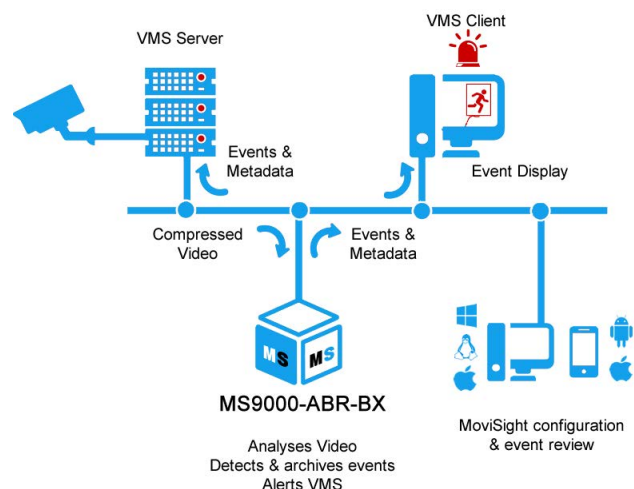 VMS Server
VMS Client
Events &
Metadata
Event Display
Compressed
Video
Events &
Metadata
MS MS
MS9000-ABR-BX
Analyses Video
Detects & archives events
Alerts VMS
MoviSight configuration
& event review